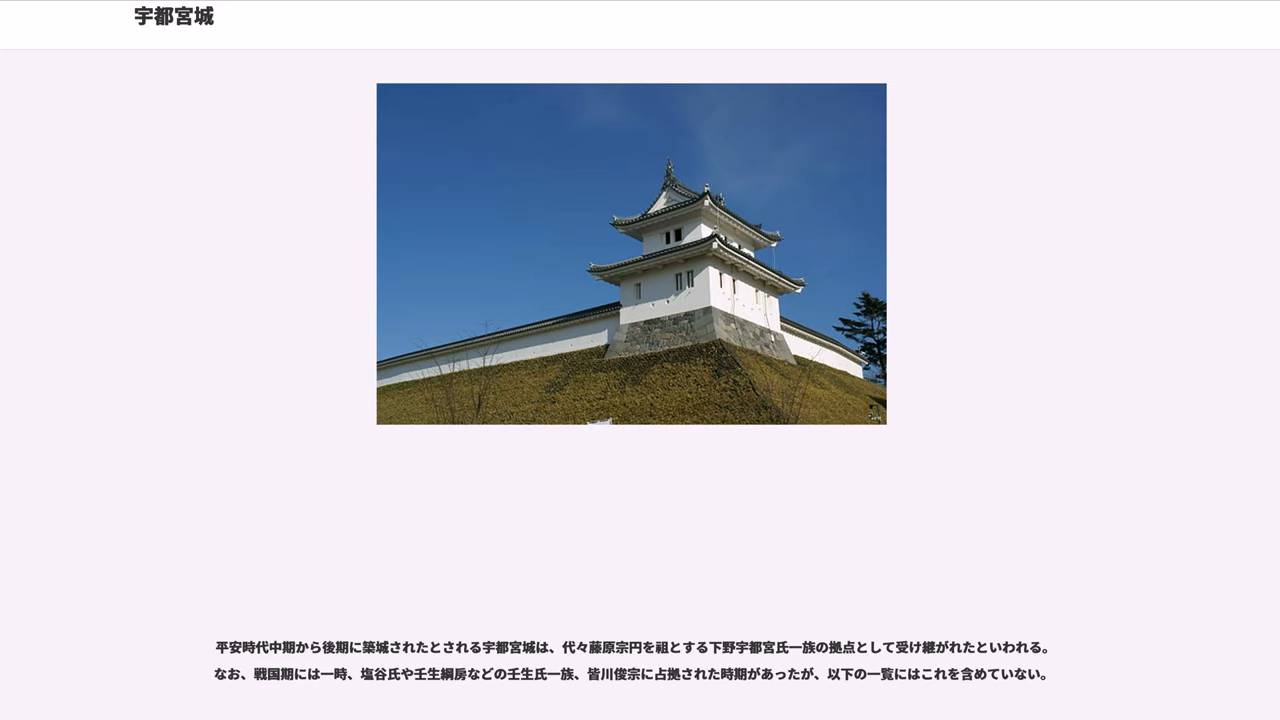 宇都宮城
平安時代中期から後期に築城されたとされる宇都宮城は、代々藤原宗円を祖とする下野宇都宮氏一族の拠点として受け継がれたといわれる。
なお、戦国期には一時、塩谷氏や壬生綱房などの壬生氏一族、皆川俊宗に占拠された時期があったが、以下の一覧にはこれを含めていない。